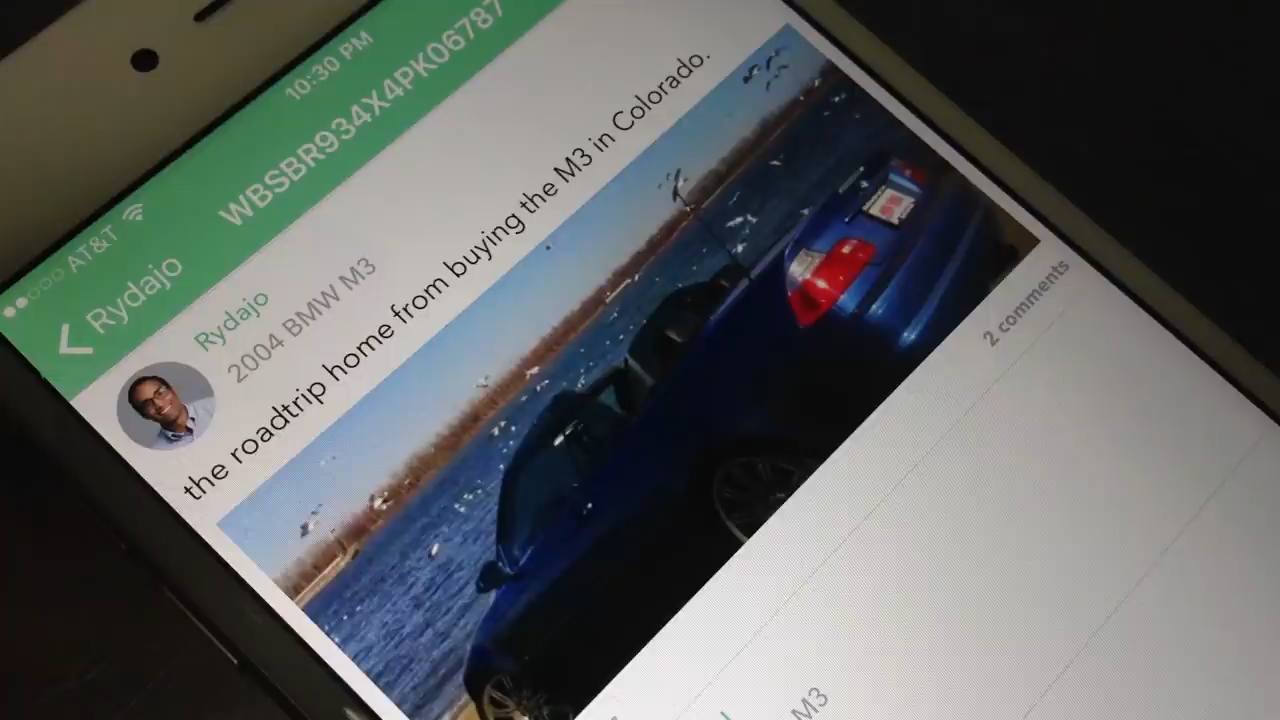 AT&T 10:30 PM
Rydajo WBSBR934X4PK06787
Rydajo
2004 BMW M3
the roadtrip home from buying the M3 in Colorado.
2 comments
M3